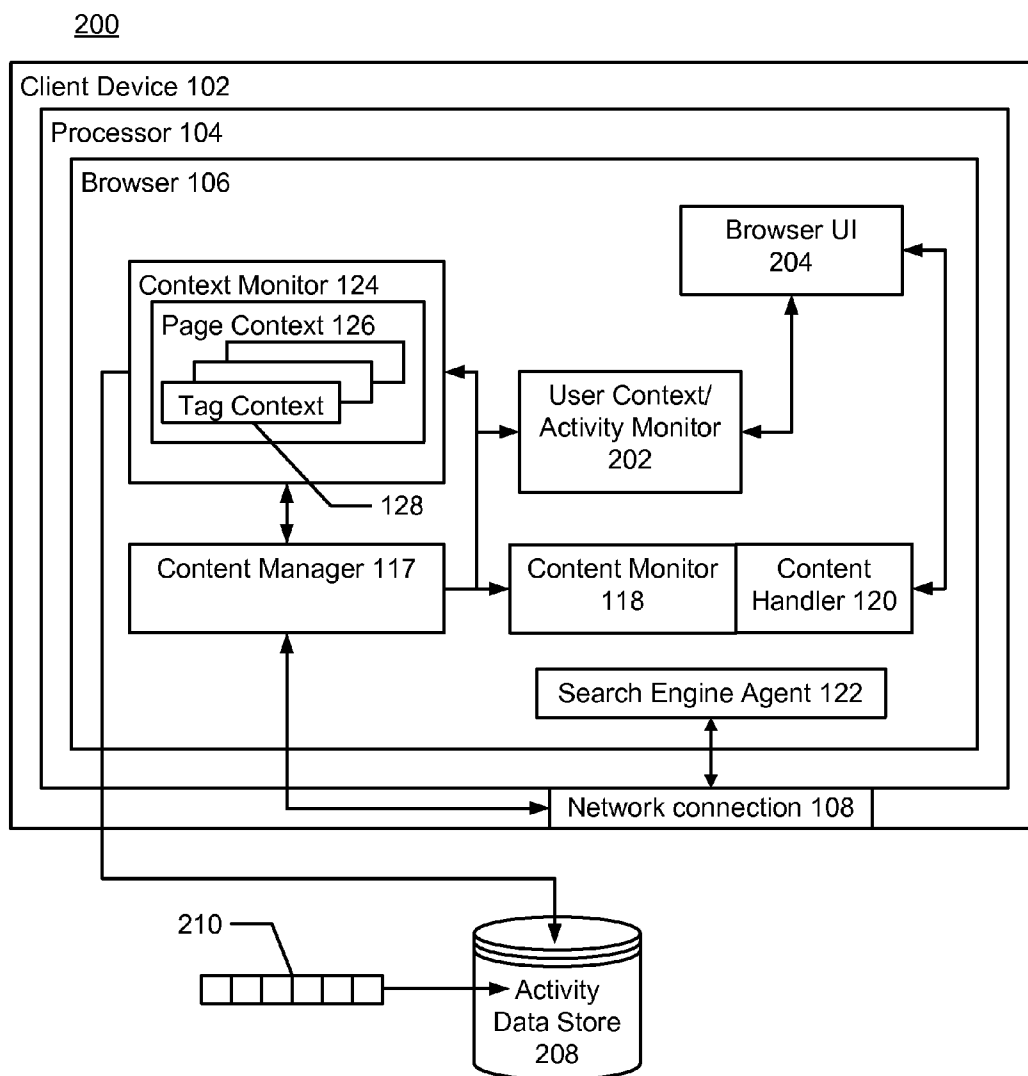 200
Client Device 102
Processor 104
Browser 106
Browser UI
204
Context Monitor 124
Page Context 126
Tag Context
128
User Context/
Activity Monitor
202
Content Manager 117
Content Monitor
118
Content
Handler 120
Search Engine Agent 122
Network connection 108
210
Activity
Data Store
208